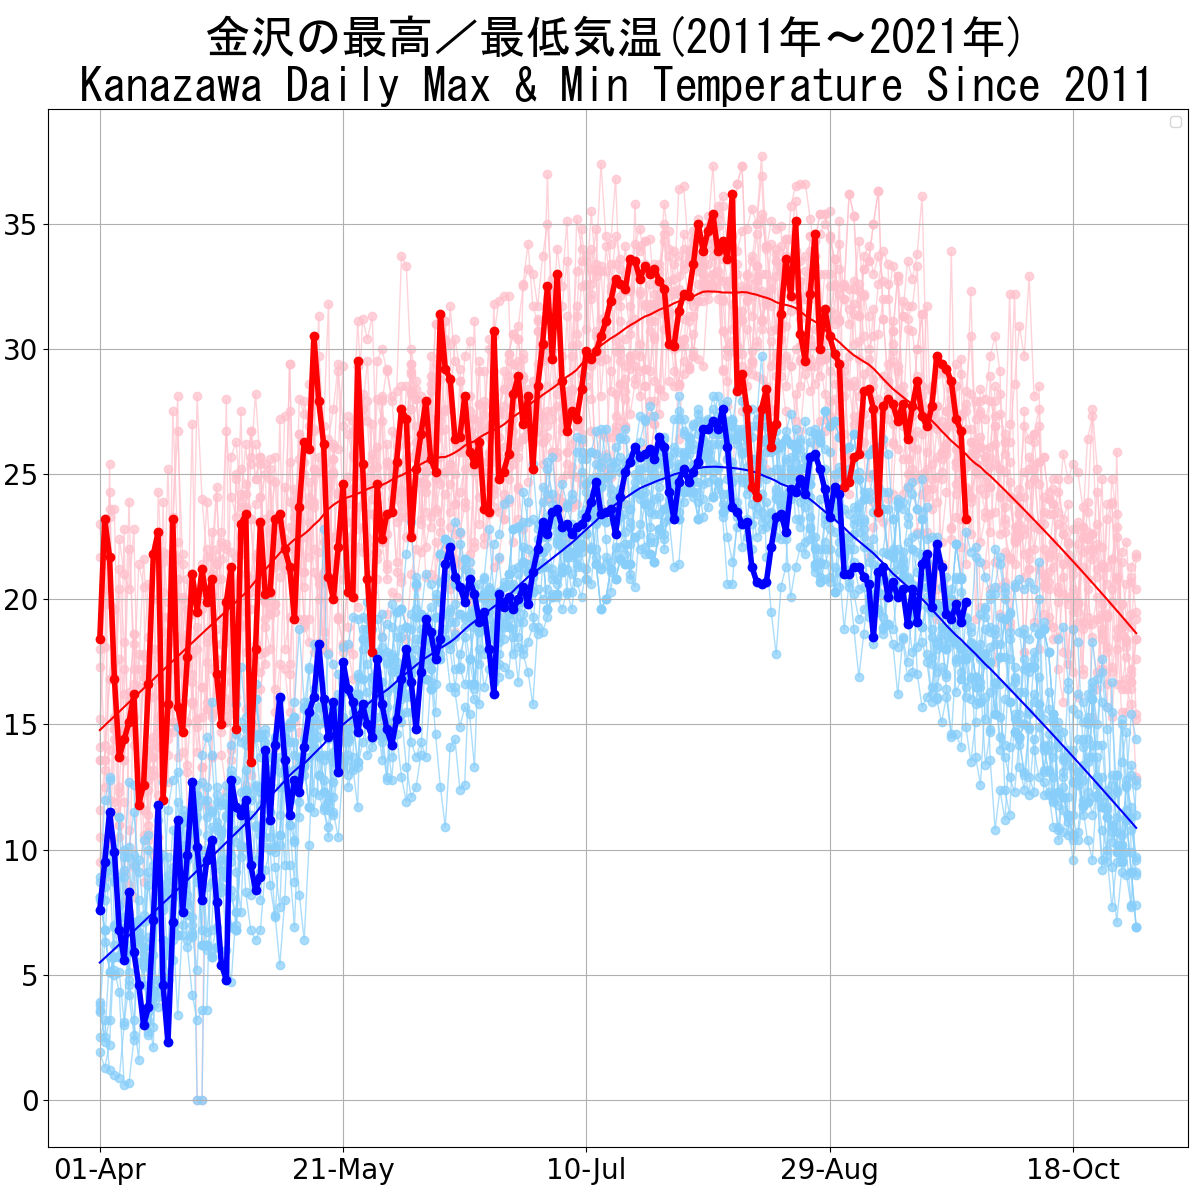 金沢の最高／最低気温(2011年～2021年)
Kanazawa Daily Max & Min Temperature Since 2011
35
30
25
20
15
10
5
0
01-Apr 21-May 10-Jul 29-Aug 18-Oct